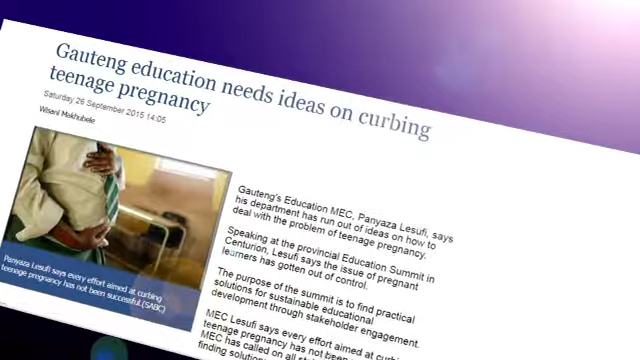 Gauteng education needs ideas on curbing
teenage pregnancy
Saturday 26 September 2015 14:05
Wisani Makhubele
Panyaza Lesufi says every effort aimed at curbing
teenage pregnancy has not been successful.(SABC)
Gauteng's Education MEC, Panyaza Lesufi, says
his department has run out of ideas on how to
deal with the problem of teenage pregnancy.
Speaking at the provincial Education Summit in
Centurion, Lesufi says the issue of pregnant
learners has gotten out of control.
The purpose of the summit is to find practical
solutions for sustainable educational
development through stakeholder engagement.
MEC Lesufi says every effort aimed at
teenage pregnancy has not
MEC has called on all
finding